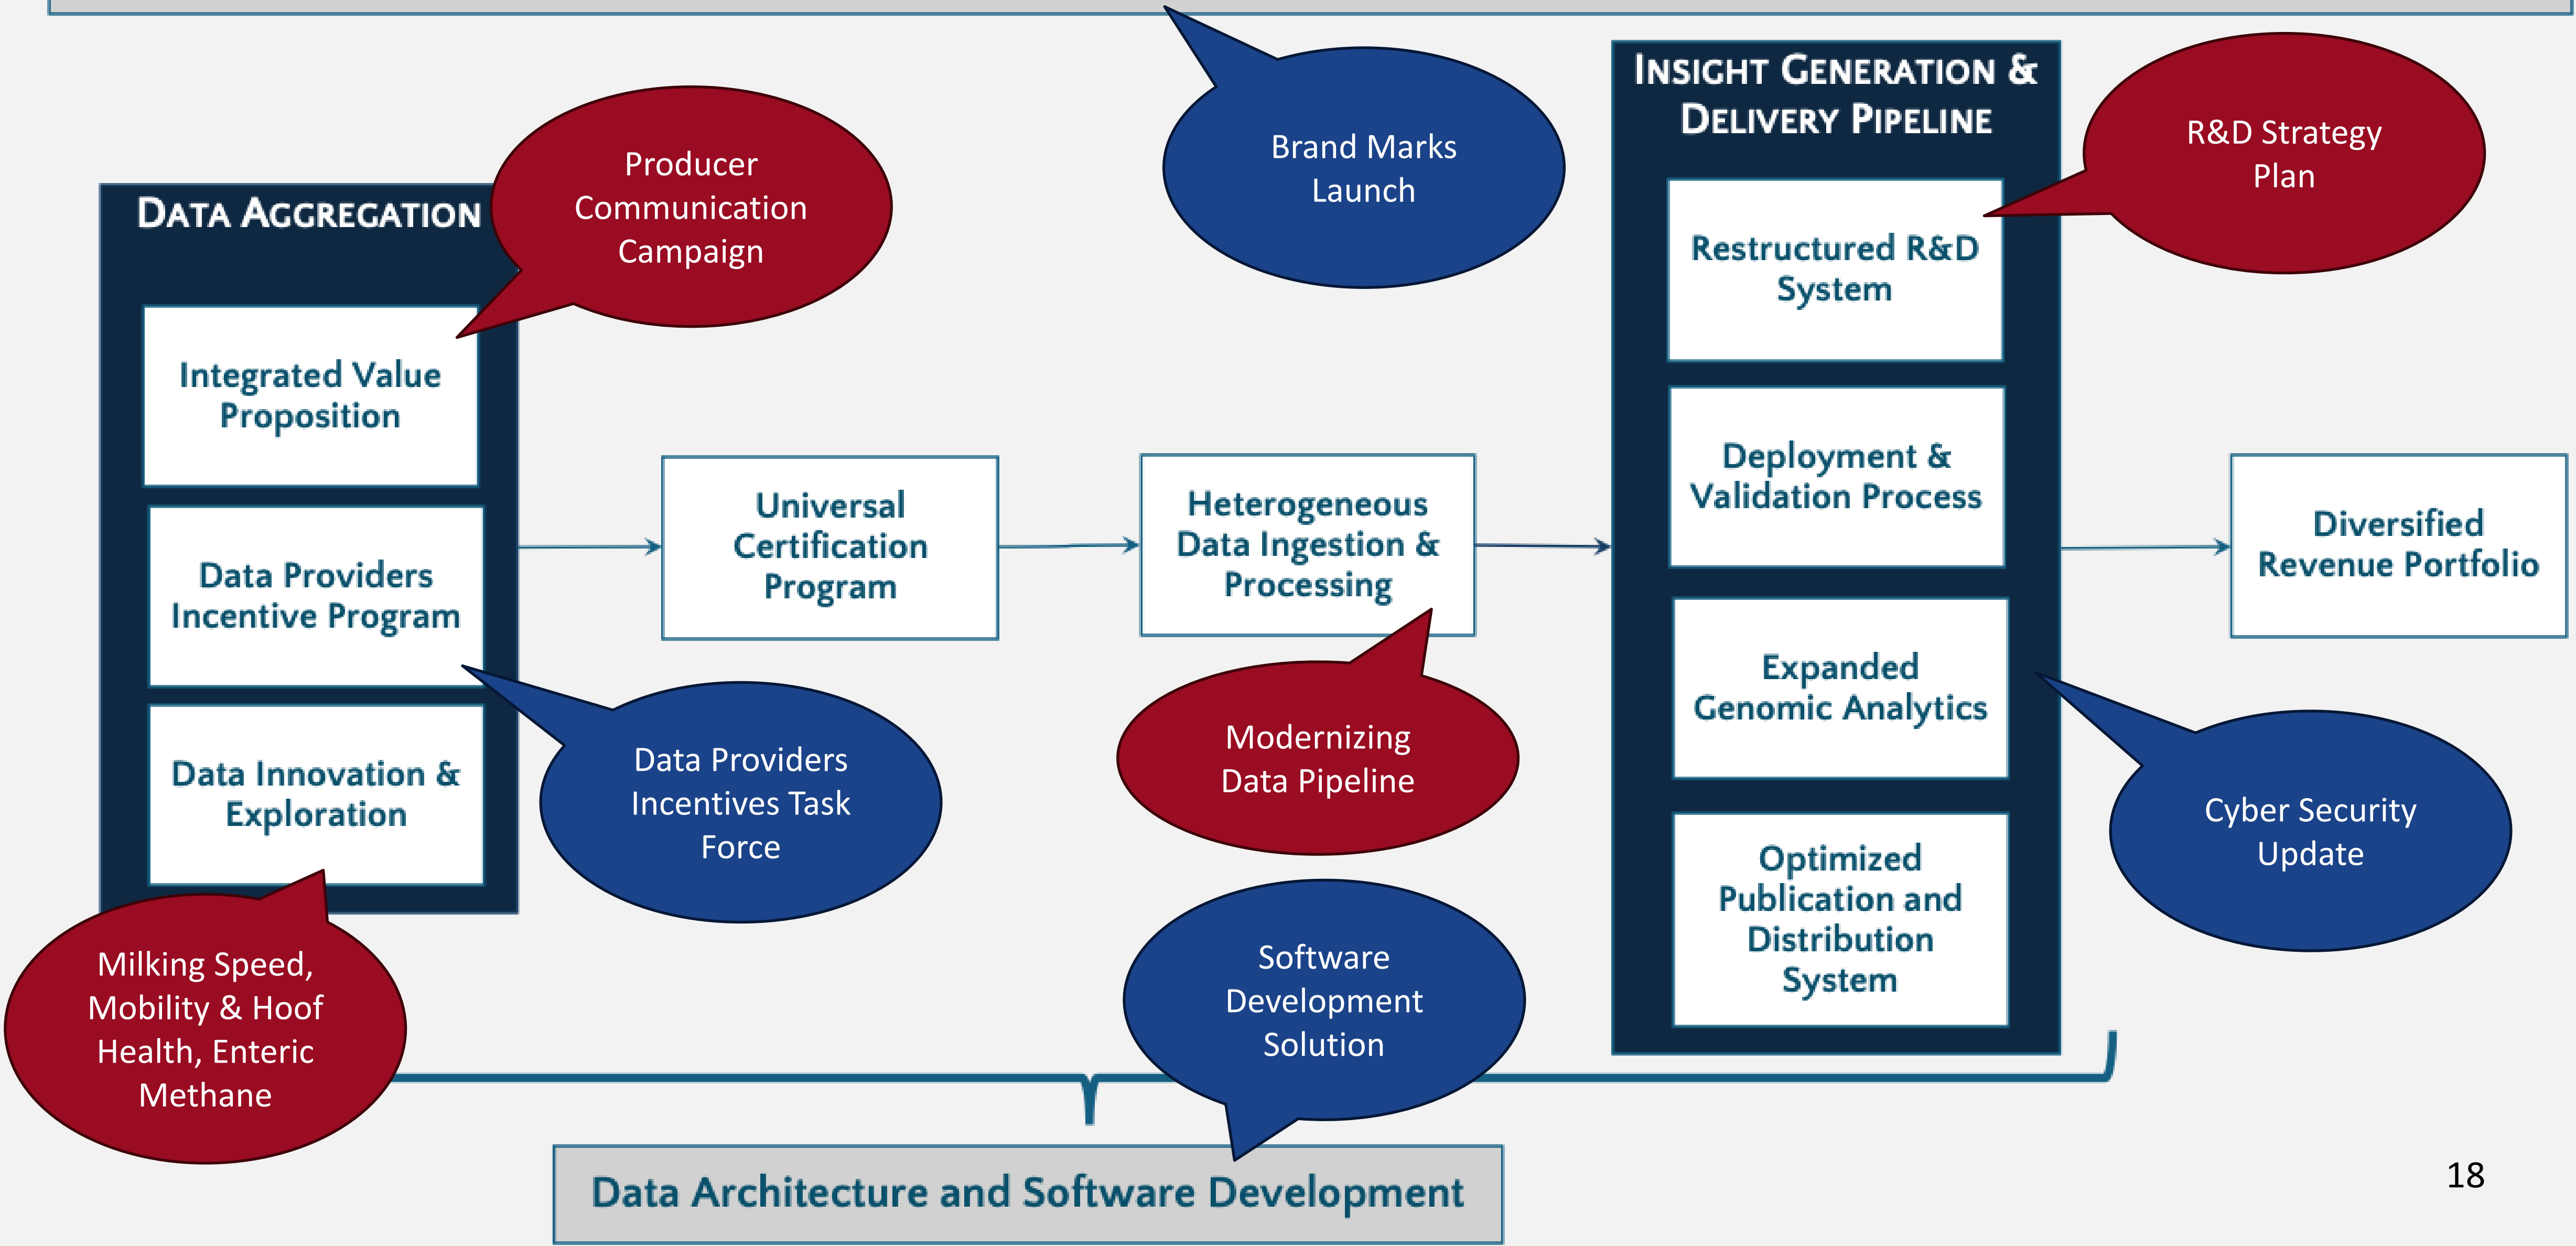 Brand Marks
Launch
INSIGHT GENERATION &
DELIVERY PIPELINE
R&D Strategy
Plan
Producer
Communication
Campaign
DATA AGGREGATION
Restructured R&D
System
Integrated Value
Proposition
Deployment &
Validation Process
Universal
Certification
Program
Heterogeneous
Data Ingestion &
Processing
Diversified
Revenue Portfolio
Data Providers
Incentive Program
Expanded
Genomic Analytics
Data Providers
Incentives Task
Force
Modernizing
Data Pipeline
Data Innovation &
Exploration
Cyber Security
Update
Optimized
Publication and
Distribution
System
Milking Speed,
Mobility & Hoof
Health, Enteric
Methane
Software
Development
Solution
Data Architecture and Software Development
18